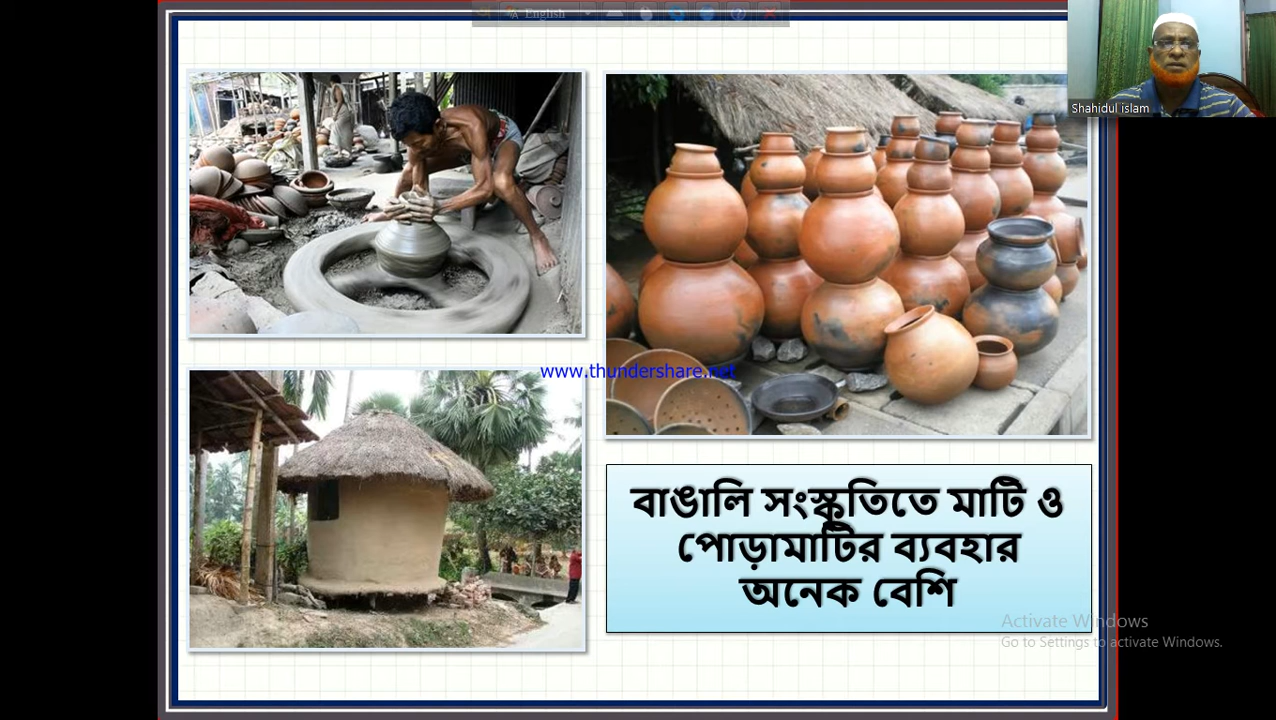 English
Shahidul islam
www.thundershare.net
বাঙালি সংস্কৃতিতে মাটি ও
পোড়ামাটির ব্যবহার
অনেক বেশি
Activate Windows
Go to Settings to activate Windows.